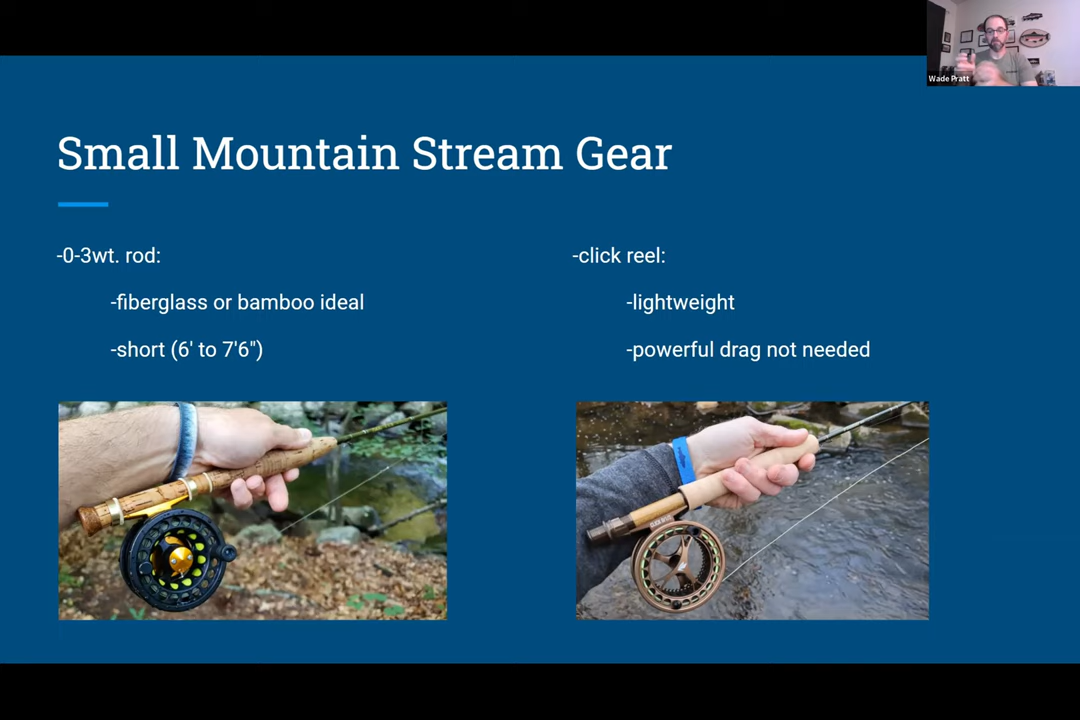 Wade Pratt
Small Mountain Stream Gear
-0-3wt. rod:
-fiberglass or bamboo ideal
-short (6' to 7'6")
-click reel:
-lightweight
-powerful drag not needed